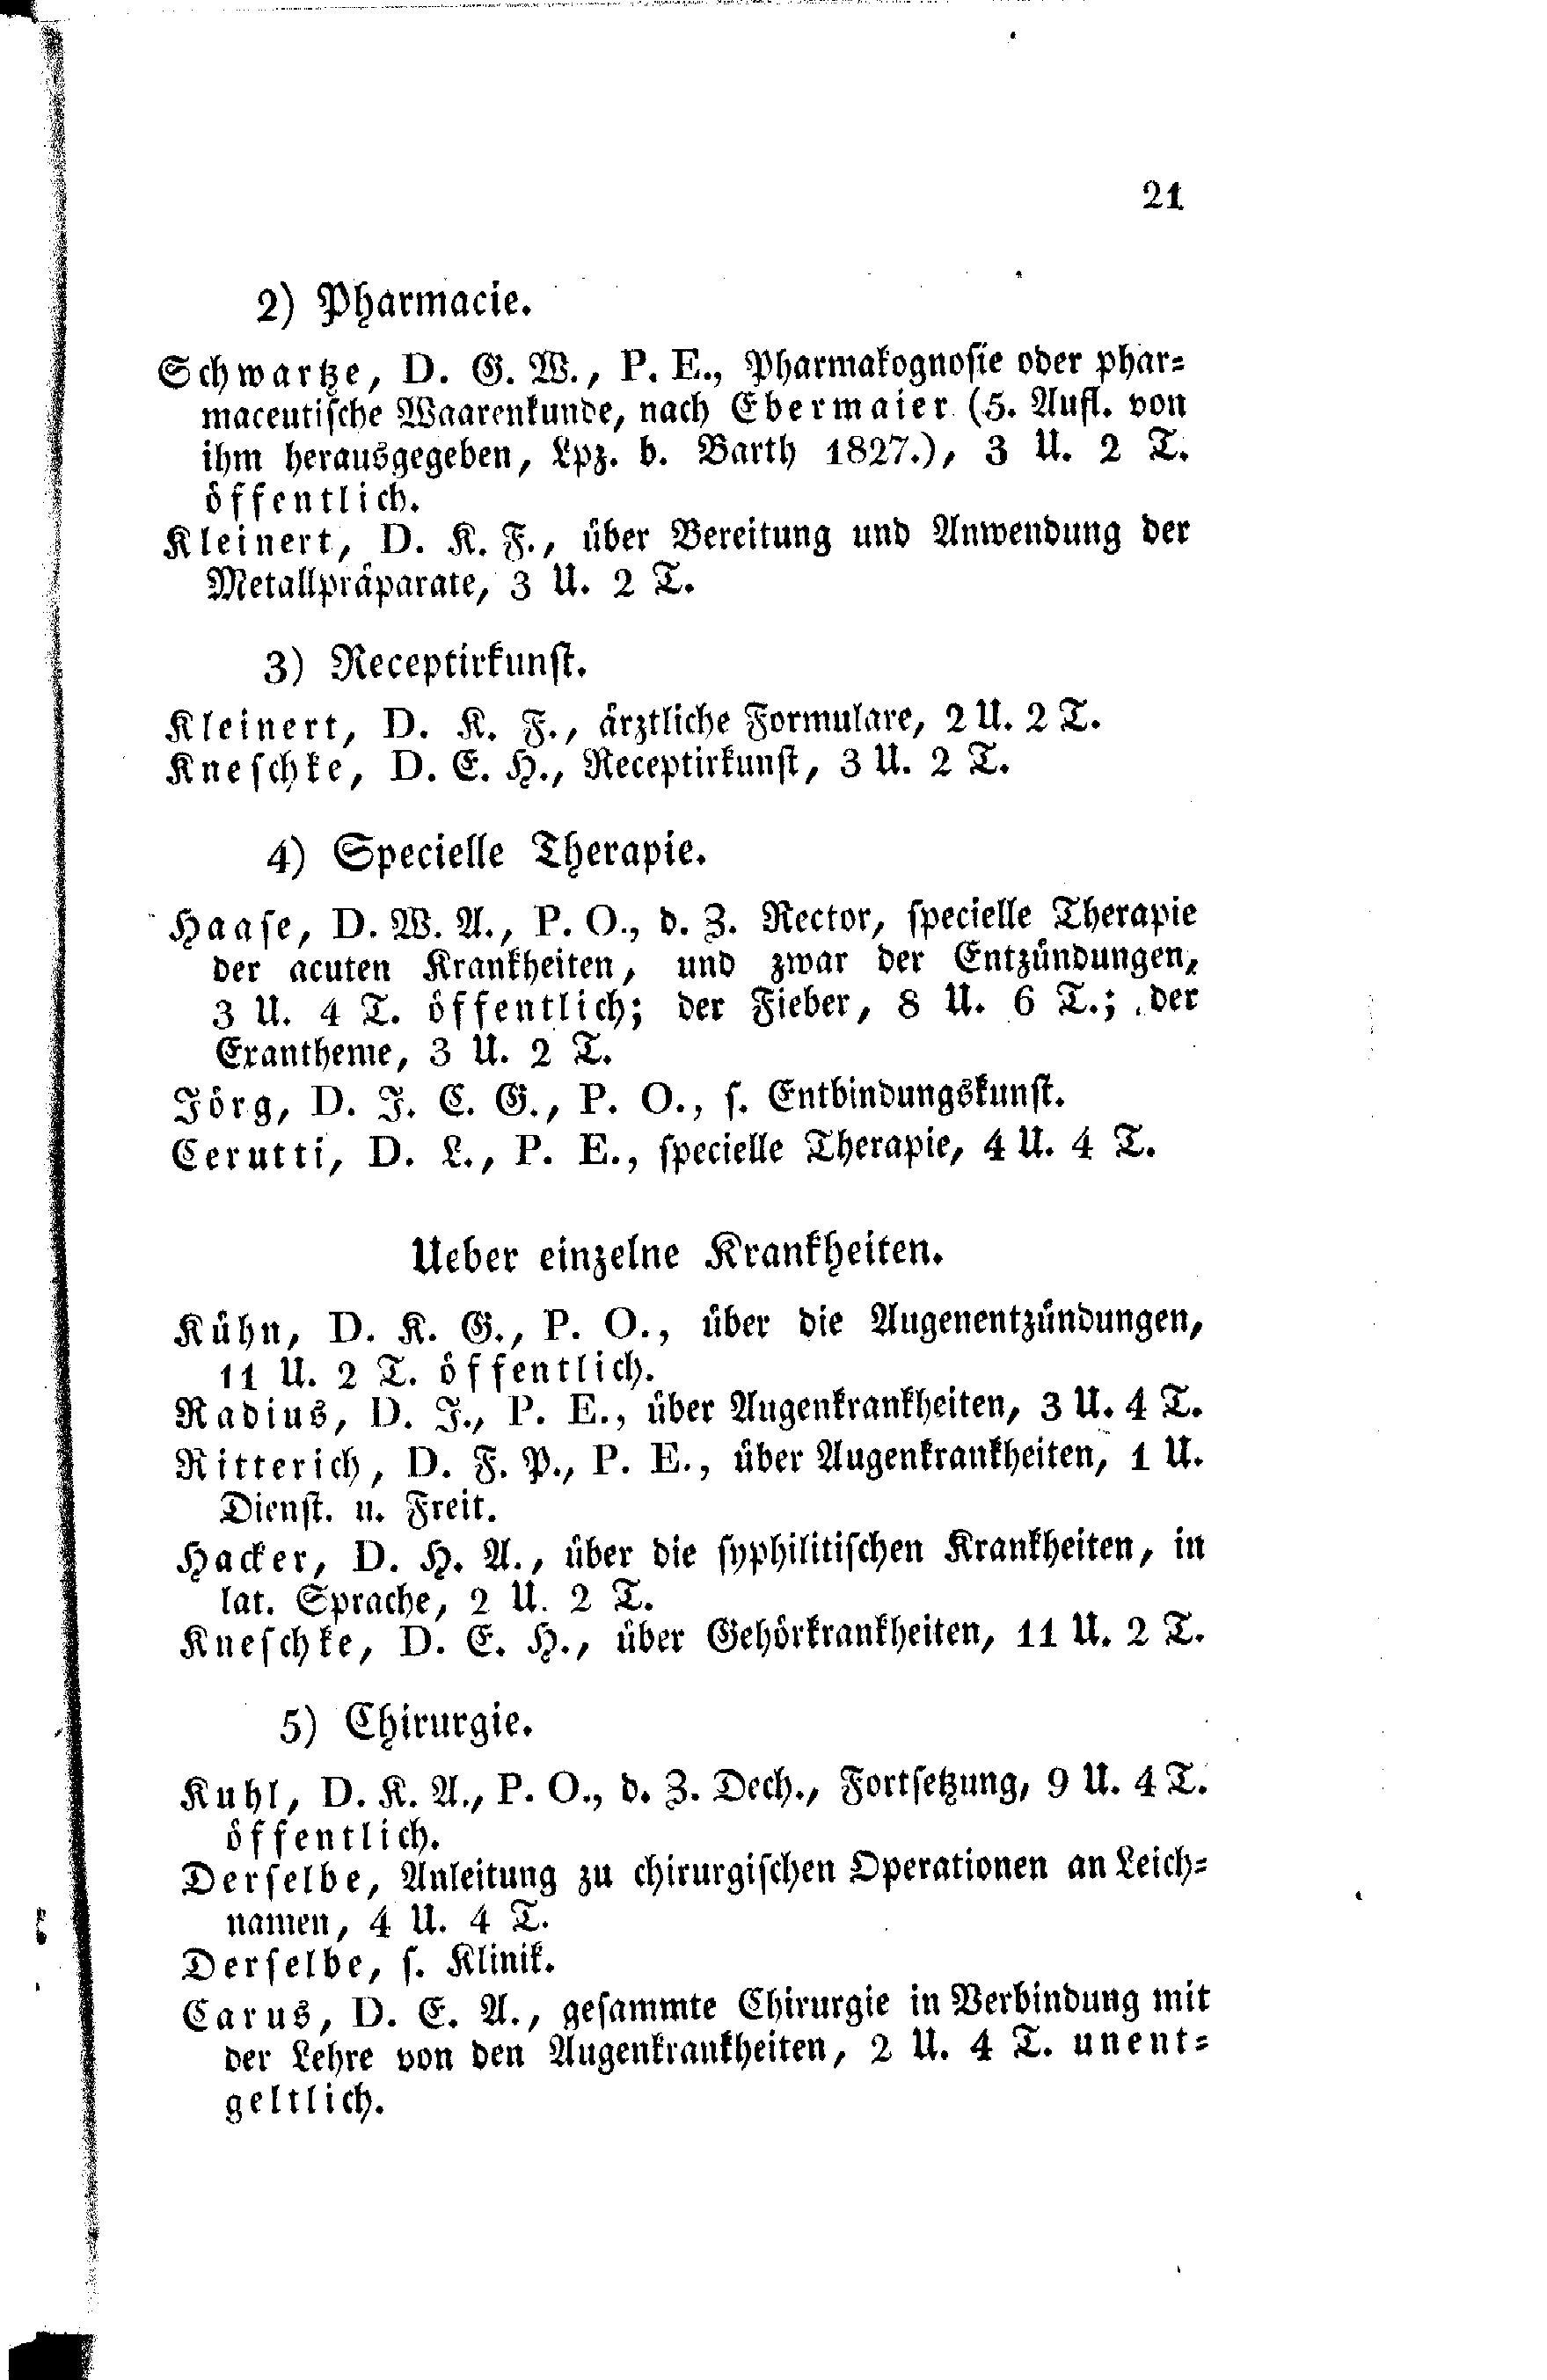 21
2) Pharmacie.
Schwartze, D. G. W., P. E., Pharmakognosie oder phar-
maceutische Waarenkunde, nach Ebermaier (5. Aufl. von
ihm herausgegeben, Lpz. b. Barth 1827.), 3 U. 2 T.
öffentlich.
Kleinert, D. K. F., über Bereitung und Anwendung der
Metallpräparate, 3 U. 2 T.
3) Receptirkunst.
Kleinert, D. K. F., ärztliche Formulare, 2 U. 2 T.
Kneschke, D. E. H., Receptirkunst, 3 U. 2 T.
4) Specielle Therapie.
Haase, D. W. A., P. O., d. Z. Rector, specielle Therapie
der acuten Krankheiten, und zwar der Entzündungen,
3 U. 4 T. öffentlich; der Fieber, 8 U. 6 T.; der
Exantheme, 3 U. 2 T.
Jörg, D. J. C. G., P. O., s. Entbindungskunst.
Cerutti, D. L., P. E., specielle Therapie, 4 U. 4 T.
Ueber einzelne Krankheiten.
Kühn, D. K. G., P. O., über die Augenentzündungen,
11 U. 2 T. öffentlich.
Radius, D. J., P. E., über Augenkrankheiten, 3 U. 4 T.
Ritterich, D. F. P., P. E., über Augenkrankheiten, 1 U.
Dienst. u. Freit.
Hacker, D. H. A., über die syphilitischen Krankheiten, in
lat. Sprache, 2 U. 2 T.
Kneschke, D. E. H., über Gehörkrankheiten, 11 U. 2 T.
5) Chirurgie.
Kuhl, D. K. A., P. O., d. Z. Dech., Fortsetzung, 9 U. 4 T.
öffentlich.
Derselbe, Anleitung zu chirurgischen Operationen an Leich-
namen, 4 U. 4 T.
Derselbe, s. Klinik.
Carus, D. E. A., gesammte Chirurgie in Verbindung mit
der Lehre von den Augenkrankheiten, 2 U. 4 T. unent-
geltlich.